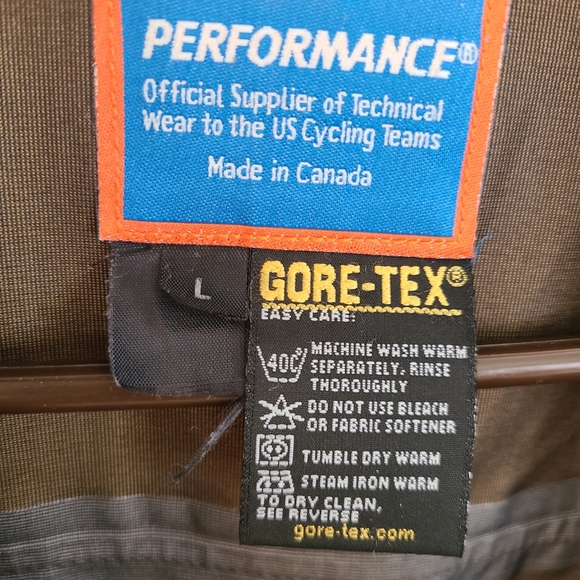 PERFORMANCE®
Official Supplier of Technical
Wear to the US Cycling Teams
Made in Canada
L
GORE-TEX®
EASY CARE:
40C MACHINE WASH WARM
SEPARATELY, RINSE
THOROUGHLY
DO NOT USE BLEACH
OR FABRIC SOFTENER
TUMBLE DRY WARM
STEAM IRON WARM
TO DRY CLEAN,
SEE REVERSE
gore-tex.com